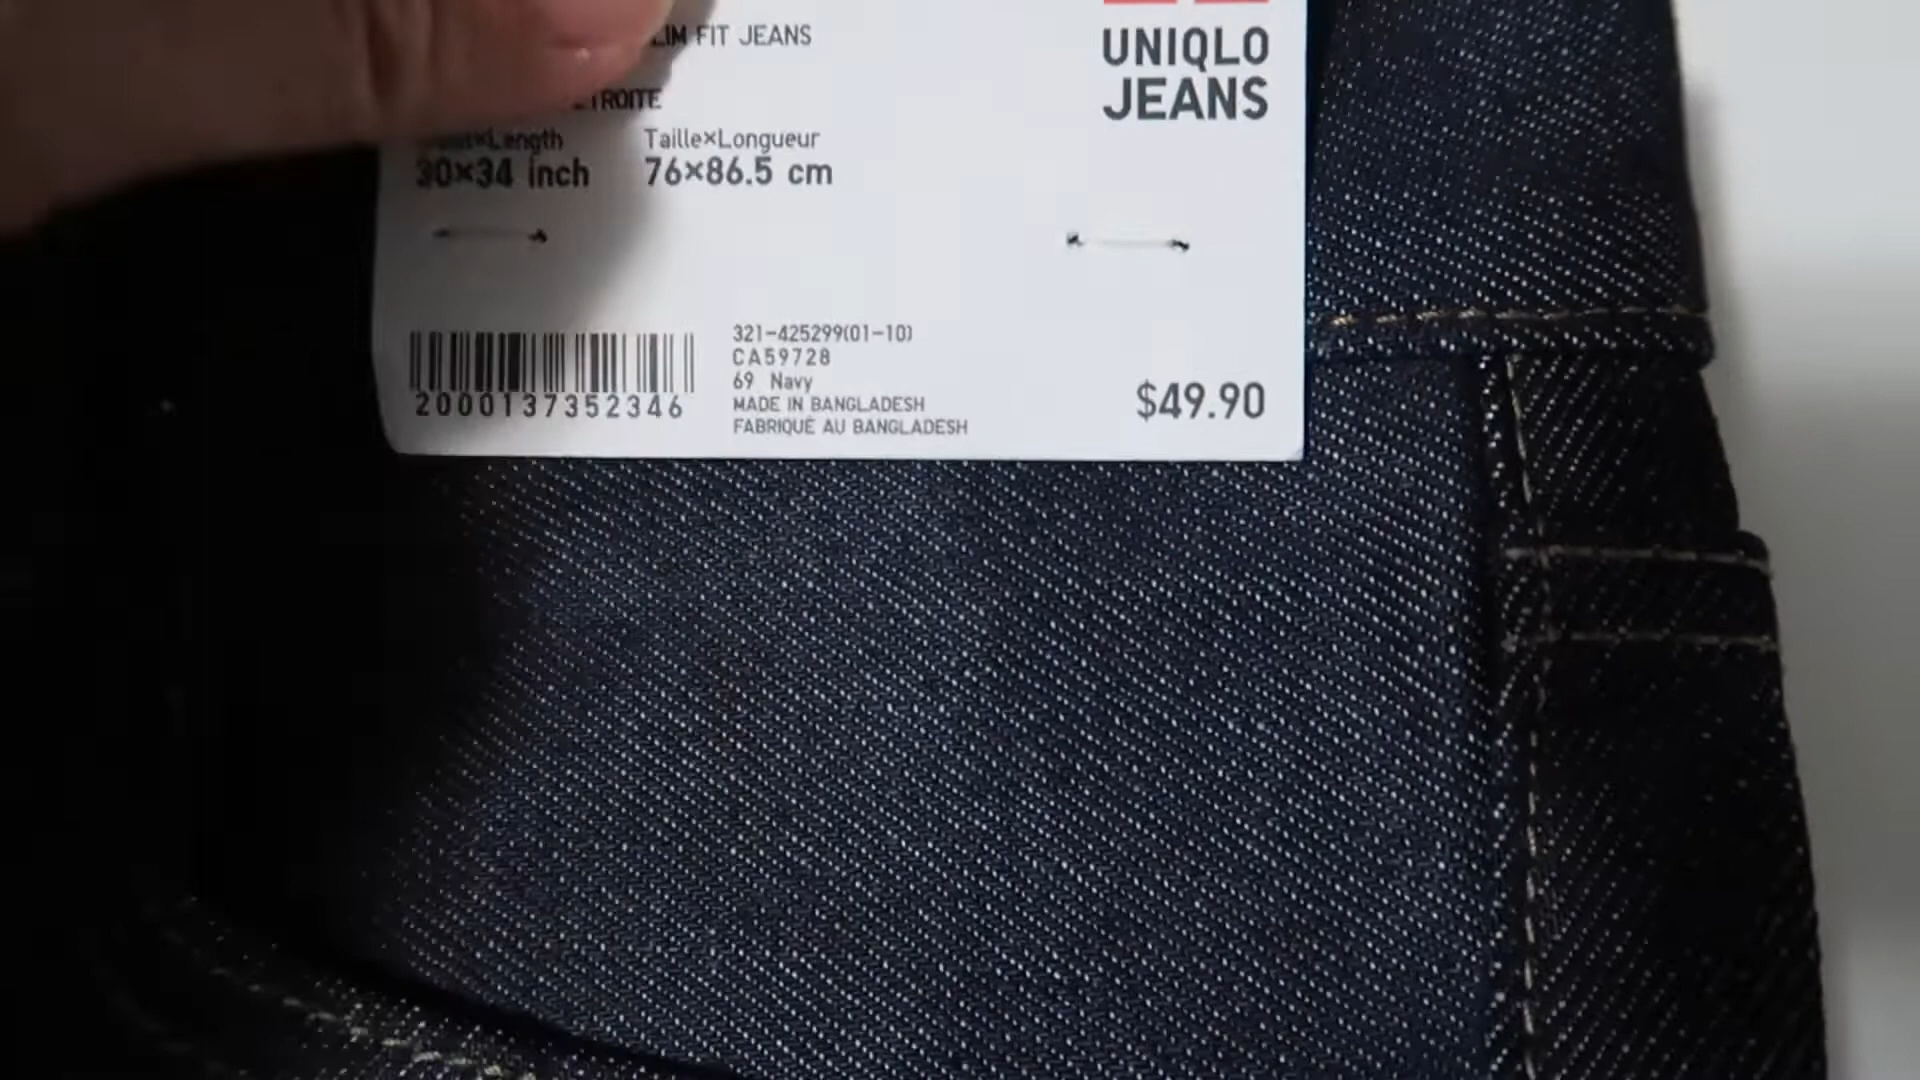 FIT JEANS
UNIQLO
JEANS
Taille×Longueur
30×34 inch
76×86.5 cm
2000137352346
321-425299(01-10)
CA59728
69 Navy
MADE IN BANGLADESH
FABRIQUÉ AU BANGLADESH
$49.90